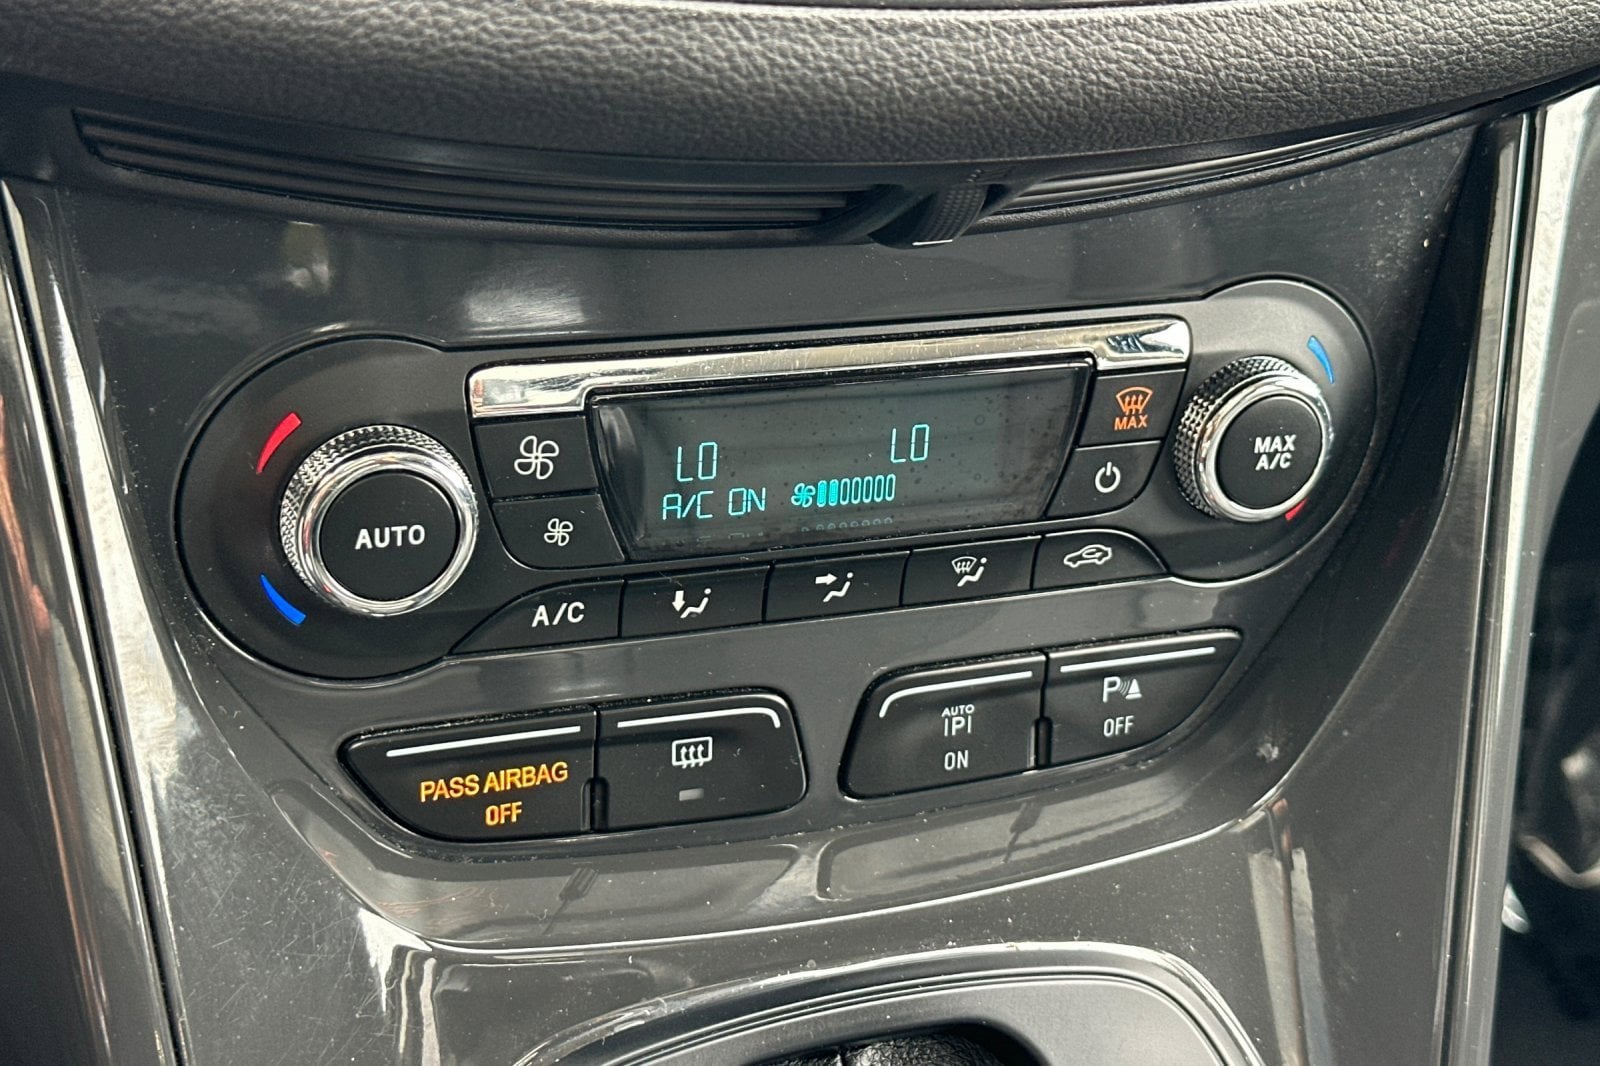 LO
LO
A/C ON
AUTO
MAX
MAX
A/C
A/C
PASS AIRBAG
OFF
AUTO
P
ON
P
OFF